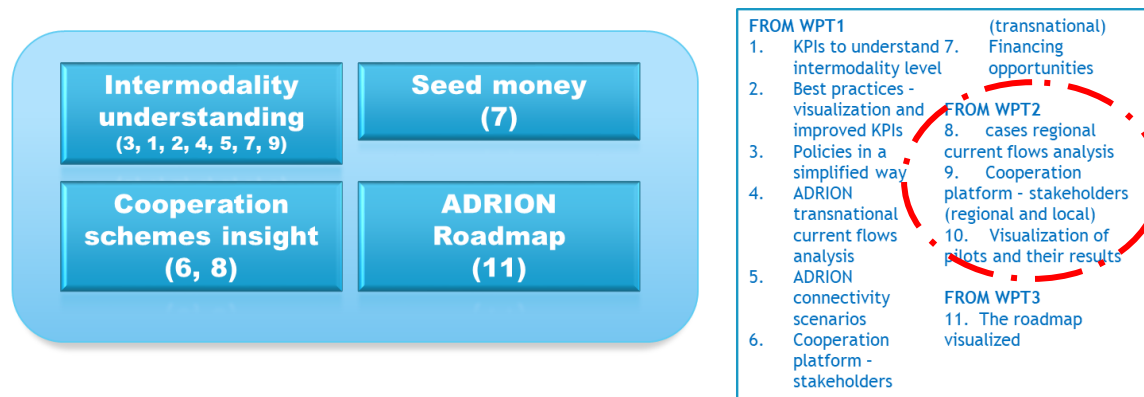 Intermodality
understanding
(3, 1, 2, 4, 5, 7, 9)
Seed money
(7)
Cooperation
schemes insight
(6, 8)
ADRION
Roadmap
(11)
FROM WPT1
1. KPIs to understand
intermodality level
2. Best practices -
visualization and
improved KPIs
3. Policies in a
simplified way
4. ADRION
transnational
current flows
analysis
5. ADRION
connectivity
scenarios
6. Cooperation
platform -
stakeholders
(transnational)
7. Financing
opportunities
FROM WPT2
8. cases regional
current flows analysis
9. Cooperation
platform - stakeholders
(regional and local)
10. Visualization of
pilots and their results
FROM WPT3
11. The roadmap
visualized